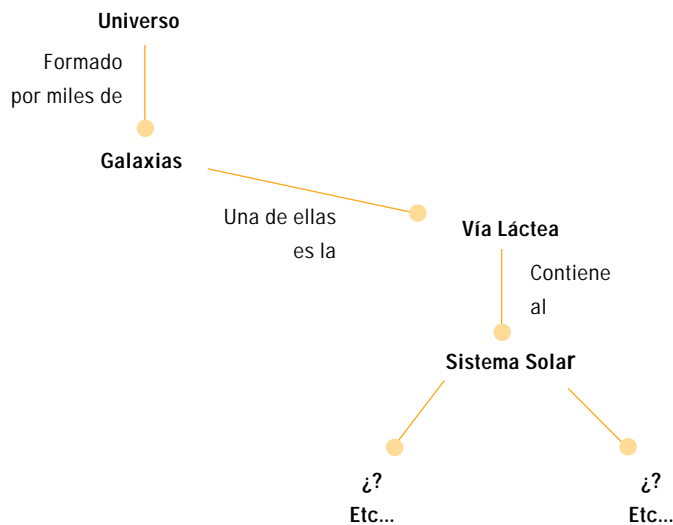 Universo
Formado
por miles de
Galaxias
Una de ellas
es la
Vía Láctea
Contiene
al
Sistema Solar
¿?
Etc...
¿?
Etc...